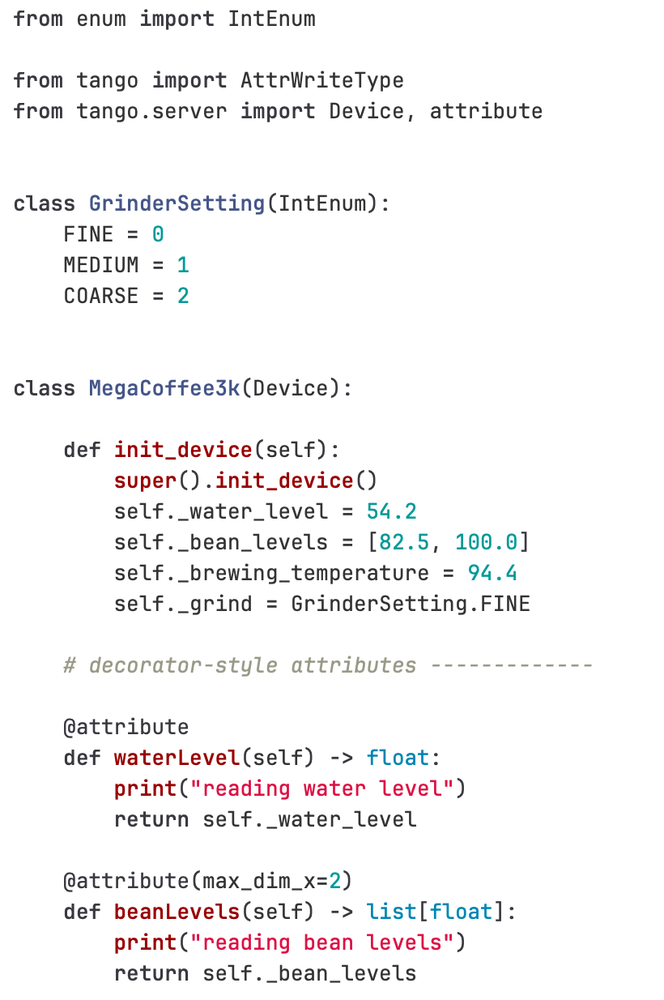 from enum import IntEnum

from tango import AttrWriteType
from tango.server import Device, attribute


class GrinderSetting(IntEnum):
    FINE = 0
    MEDIUM = 1
    COARSE = 2


class MegaCoffee3k(Device):

    def init_device(self):
        super().init_device()
        self._water_level = 54.2
        self._bean_levels = [82.5, 100.0]
        self._brewing_temperature = 94.4
        self._grind = GrinderSetting.FINE

    # decorator-style attributes -------------

    @attribute
    def waterLevel(self) -> float:
        print("reading water level")
        return self._water_level

    @attribute(max_dim_x=2)
    def beanLevels(self) -> list[float]:
        print("reading bean levels")
        return self._bean_levels